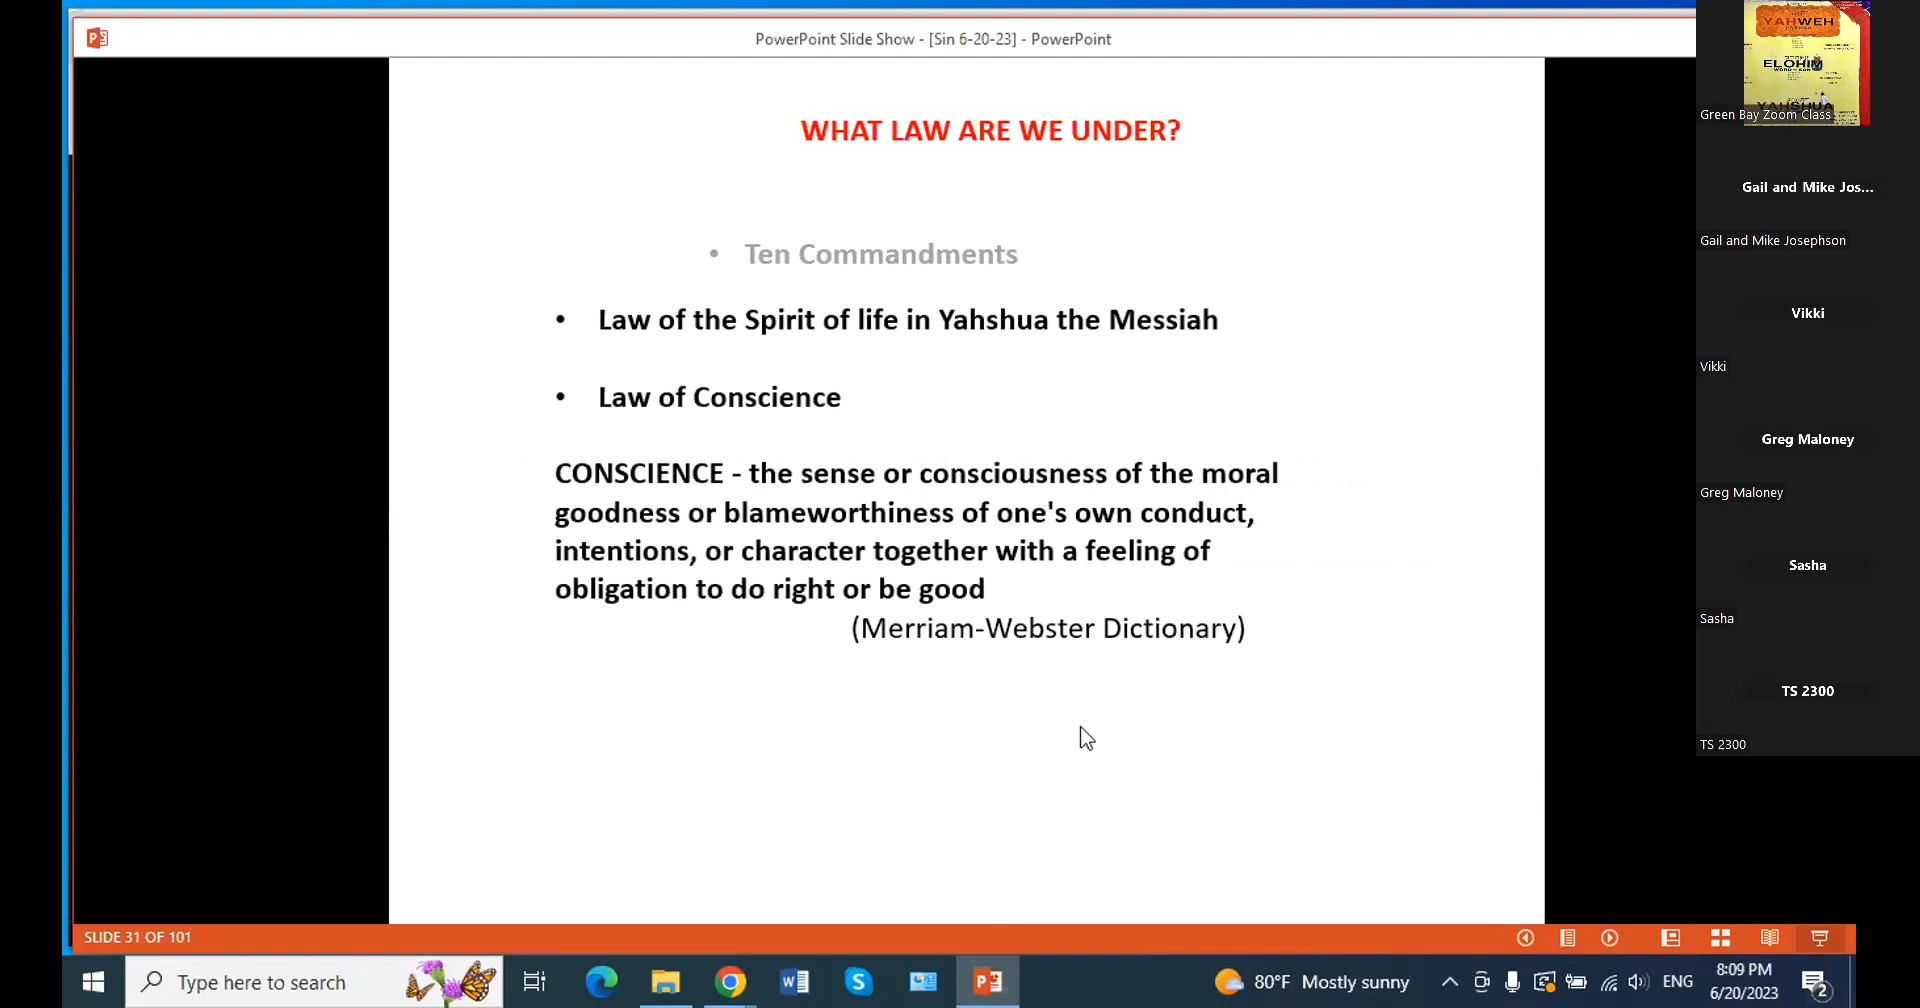 PowerPoint Slide Show - [Sin 6-20-23] - PowerPoint
WHAT LAW ARE WE UNDER?
• Ten Commandments
• Law of the Spirit of life in Yahshua the Messiah
• Law of Conscience
CONSCIENCE - the sense or consciousness of the moral
goodness or blameworthiness of one's own conduct,
intentions, or character together with a feeling of
obligation to do right or be good
(Merriam-Webster Dictionary)
SLIDE 31 OF 101
YAHWEH
ELOHIM
YAHSHUA
Green Bay Zoom Class
Gail and Mike Jos...
Gail and Mike Josephson
Vikki
Vikki
Greg Maloney
Greg Maloney
Sasha
Sasha
TS 2300
TS 2300
Type here to search
80°F Mostly sunny
ENG
8:09 PM
6/20/2023
2